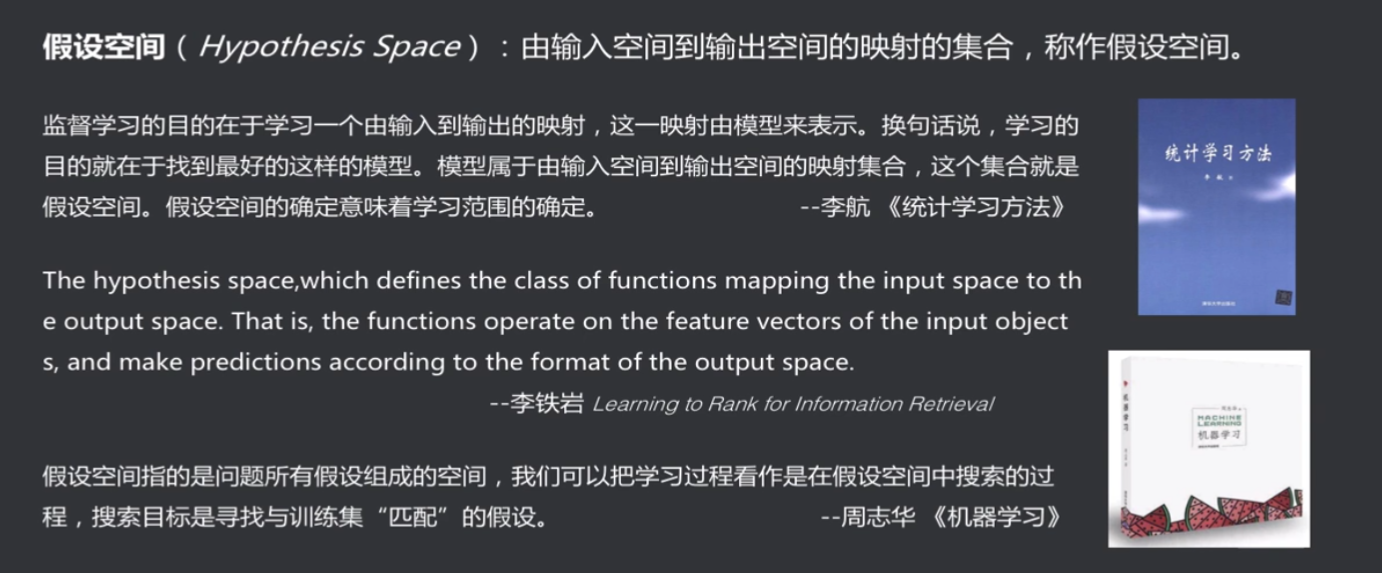 假设空间（Hypothesis Space）：由输入空间到输出空间的映射的集合，称作假设空间。
监督学习的目的在于学习一个由输入到输出的映射，这一映射由模型来表示。换句话说，学习的
目的就在于找到最好的这样的模型。模型属于由输入空间到输出空间的映射集合，这个集合就是
假设空间。假设空间的确定意味着学习范围的确定。 --李航 《统计学习方法》
The hypothesis space,which defines the class of functions mapping the input space to th
e output space. That is, the functions operate on the feature vectors of the input object
s, and make predictions according to the format of the output space.
--李铁岩 Learning to Rank for Information Retrieval
假设空间指的是问题所有假设组成的空间，我们可以把学习过程看作是在假设空间中搜索的过
程，搜索目标是寻找与训练集“匹配”的假设。 --周志华 《机器学习》
统计学习方法
李航
MACHINE
LEARNING
机器学习
机器学习